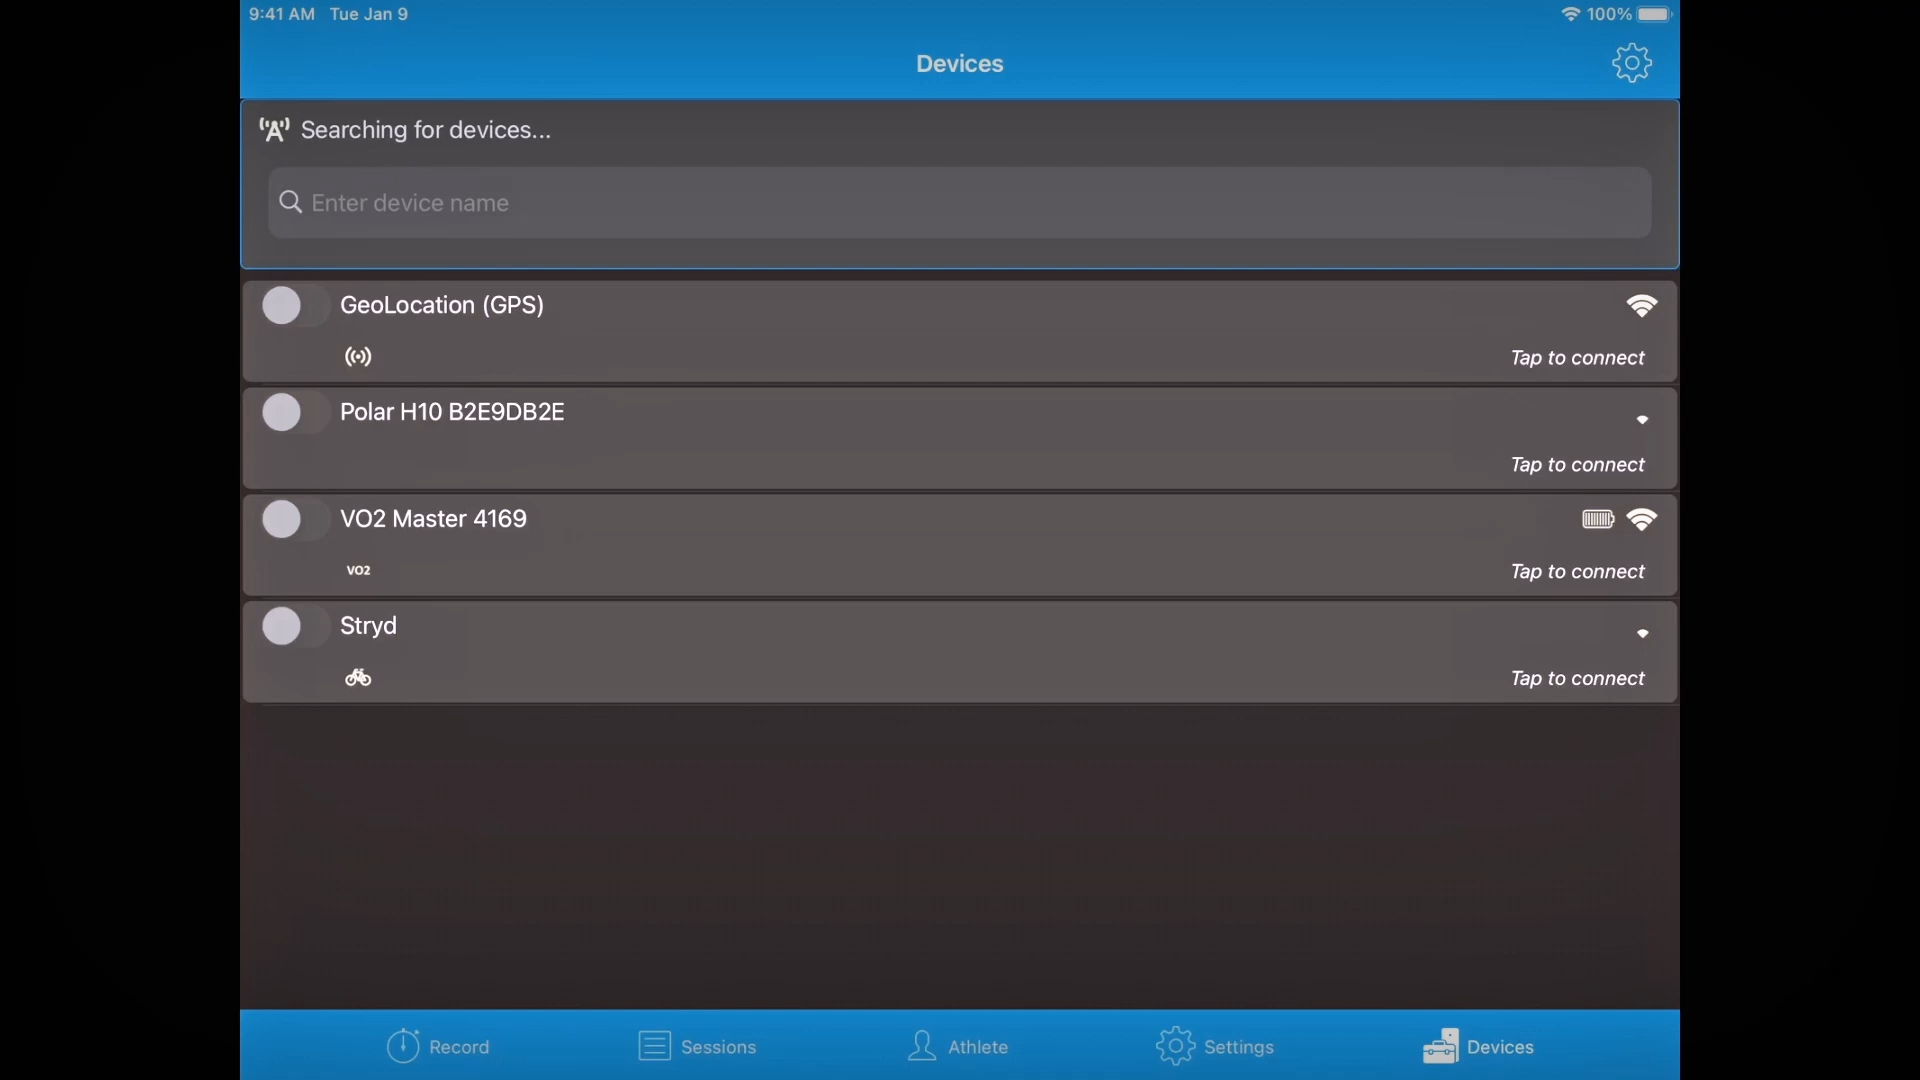 9:41 AM Tue Jan 9
100%
Devices
Searching for devices...
Enter device name
GeoLocation (GPS)
Tap to connect
Polar H10 B2E9DB2E
Tap to connect
VO2 Master 4169
VO2
Tap to connect
Stryd
Tap to connect
Record
Sessions
Athlete
Settings
Devices